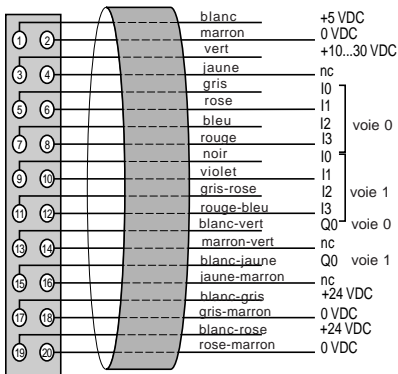 blanc +5 VDC
1 2 marron 0 VDC
vert +10...30 VDC
3 4 jaune nc
gris I0
5 6 rose I1
bleu I2 voie 0
7 8 rouge I3
noir I0
9 10 violet I1
gris-rose I2 voie 1
11 12 rouge-bleu I3
blanc-vert Q0 voie 0
13 14 marron-vert nc
blanc-jaune Q0 voie 1
15 16 jaune-marron nc
blanc-gris +24 VDC
17 18 gris-marron 0 VDC
blanc-rose +24 VDC
19 20 rose-marron 0 VDC